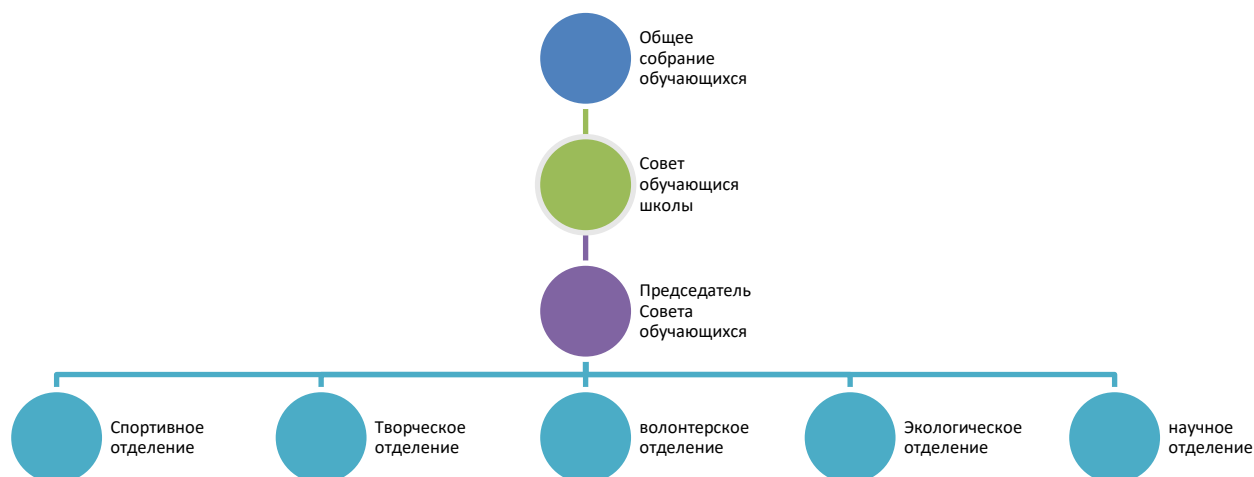 Общее
собрание
обучающихся
Совет
обучающися
школы
Председатель
Совета
обучающихся
Спортивное
отделение
Творческое
отделение
волонтерское
отделение
Экологическое
отделение
научное
отделение